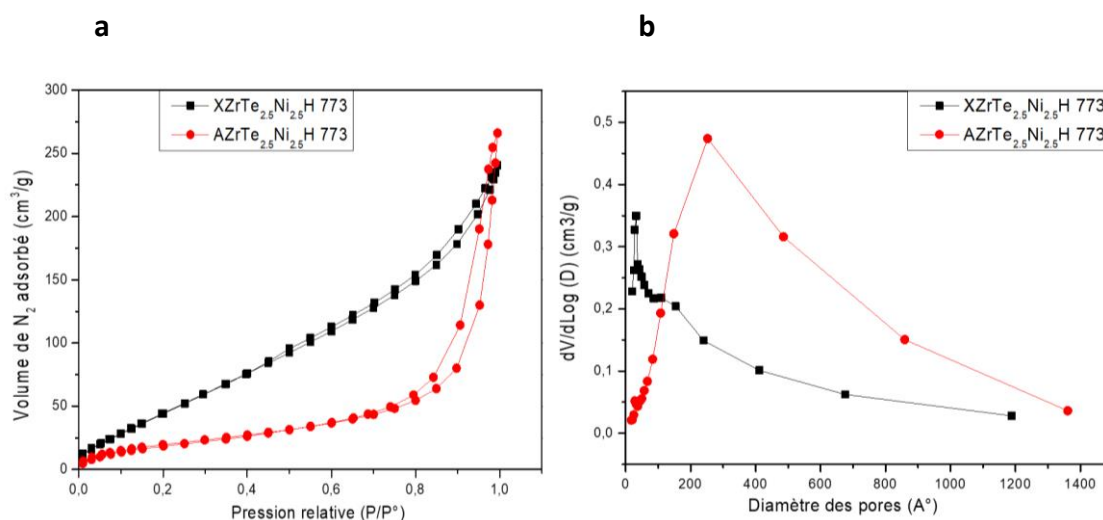 a
b
XZrTe2.5Ni2.5H 773
AZrTe2.5Ni2.5H 773
300
250
200
150
100
50
0
Volume de N2 adsorbé (cm³/g)
0,0
0,2
0,4
0,6
0,8
1,0
Pression relative (P/P°)
XZrTe2.5Ni2.5H 773
AZrTe2.5Ni2.5H 773
0,5
0,4
0,3
0,2
0,1
0,0
dV/dLog (D) (cm3/g)
0
200
400
600
800
1000
1200
1400
Diamètre des pores (A°)